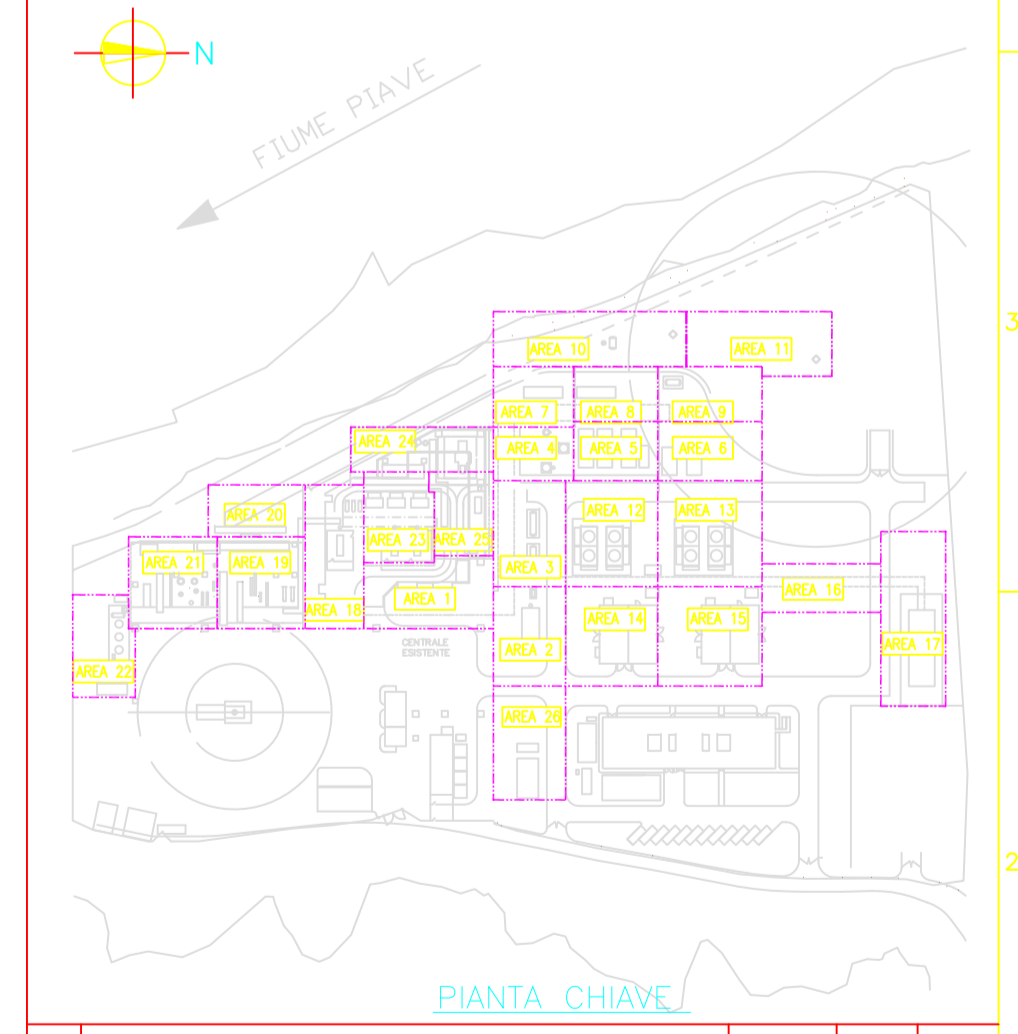 N
FIUME PIAVE
3
AREA 10
AREA 11
AREA 7
AREA 8
AREA 9
AREA 24
AREA 4
AREA 5
AREA 6
AREA 20
AREA 12
AREA 13
AREA 23
AREA 25
AREA 21
AREA 19
AREA 3
AREA 16
AREA 1
AREA 18
AREA 14
AREA 15
CENTRALE
ESISTENTE
AREA 2
AREA 17
AREA 22
AREA 26
2
PIANTA CHIAVE